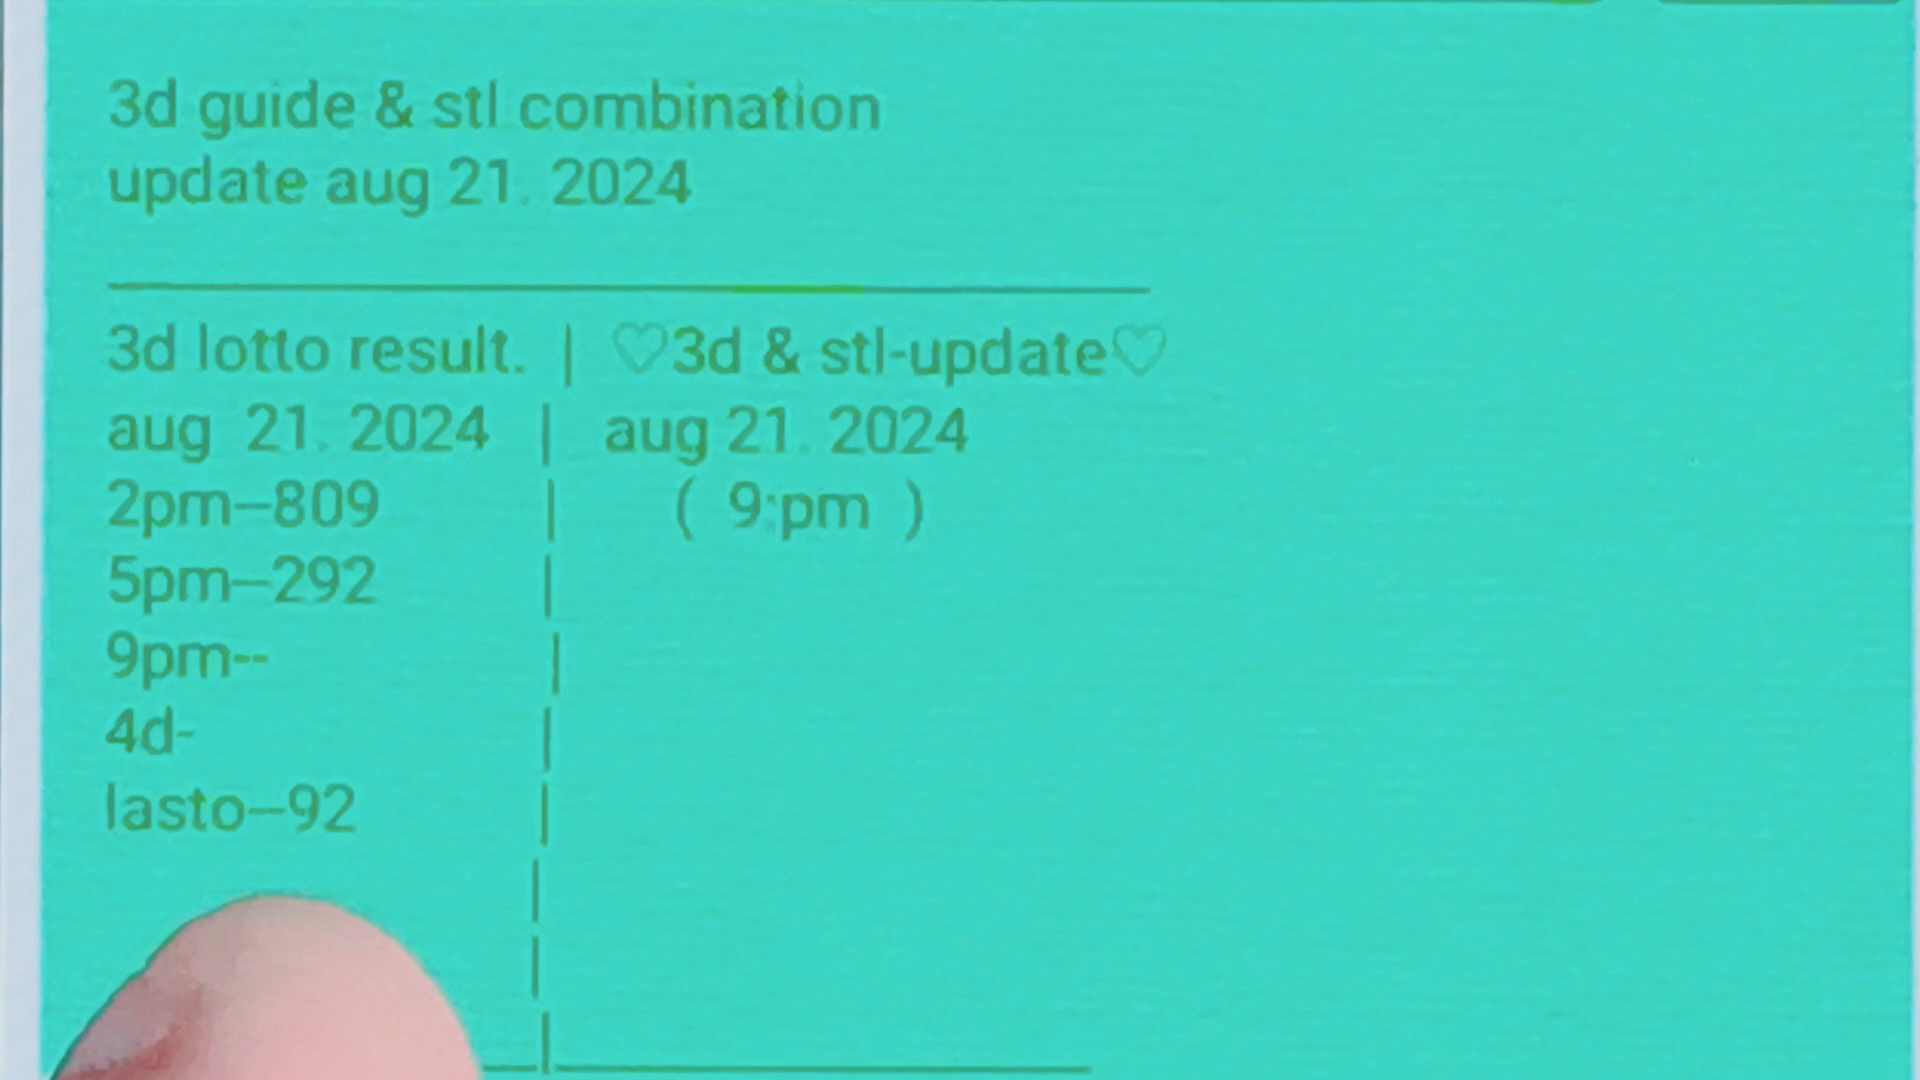 3d guide & stl combination
update aug 21. 2024
3d lotto result. | ♡3d & stl-update♡
aug 21. 2024 | aug 21. 2024
2pm--809 | ( 9:pm )
5pm--292 |
9pm-- |
4d- |
lasto--92 |
|
|
|